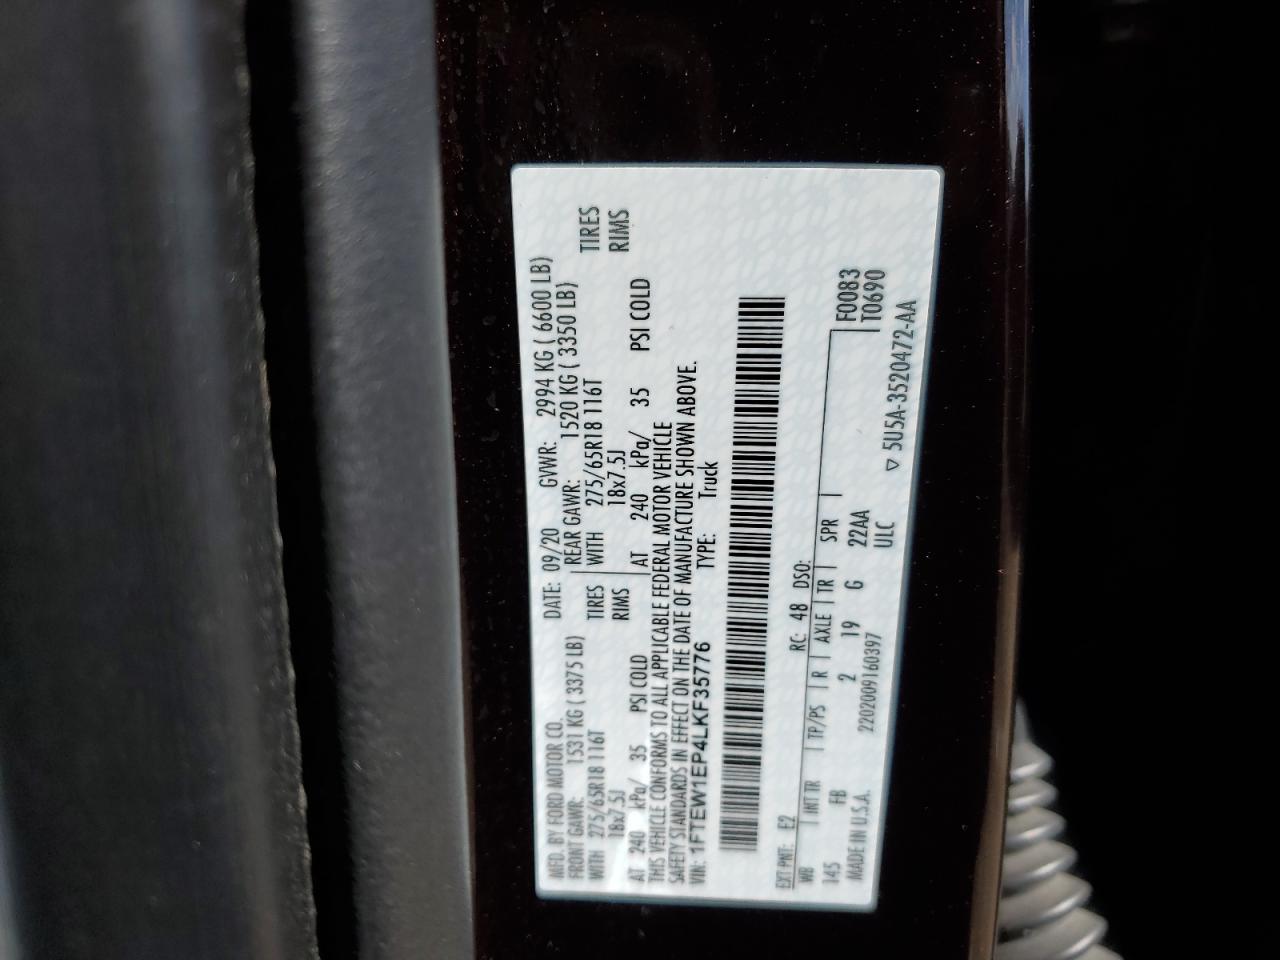 MFD. BY FORD MOTOR CO. DATE: 09/20 GVWR: 2994 KG ( 6600 LB)
FRONT GAWR: 1531 KG ( 3375 LB) REAR GAWR: 1520 KG ( 3350 LB)
WITH 275/65R18 116T TIRES WITH 275/65R18 116T TIRES
18x7.5J RIMS 18x7.5J RIMS
AT 240 kPa/ 35 PSI COLD AT 240 kPa/ 35 PSI COLD
THIS VEHICLE CONFORMS TO ALL APPLICABLE FEDERAL MOTOR VEHICLE
SAFETY STANDARDS IN EFFECT ON THE DATE OF MANUFACTURE SHOWN ABOVE.
VIN: 1FTEW1EP4LKF35776 TYPE: Truck
EXT PNT: E2 RC: 48 DSO:
WB INT TR TP/PS R AXLE TR SPR F0083
145 FB 2 19 G 22AA T0690
ULC
MADE IN U.S.A. 2202009160397 ▽ 5U5A-3520472-AA